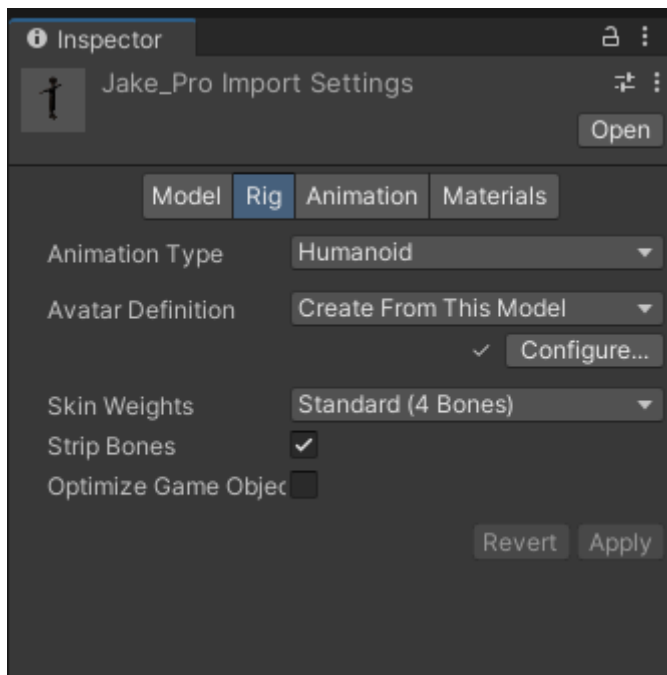 Inspector
Jake_Pro Import Settings
Open
Model Rig Animation Materials
Animation Type Humanoid
Avatar Definition Create From This Model
Configure...
Skin Weights Standard (4 Bones)
Strip Bones
Optimize Game Objec
Revert Apply